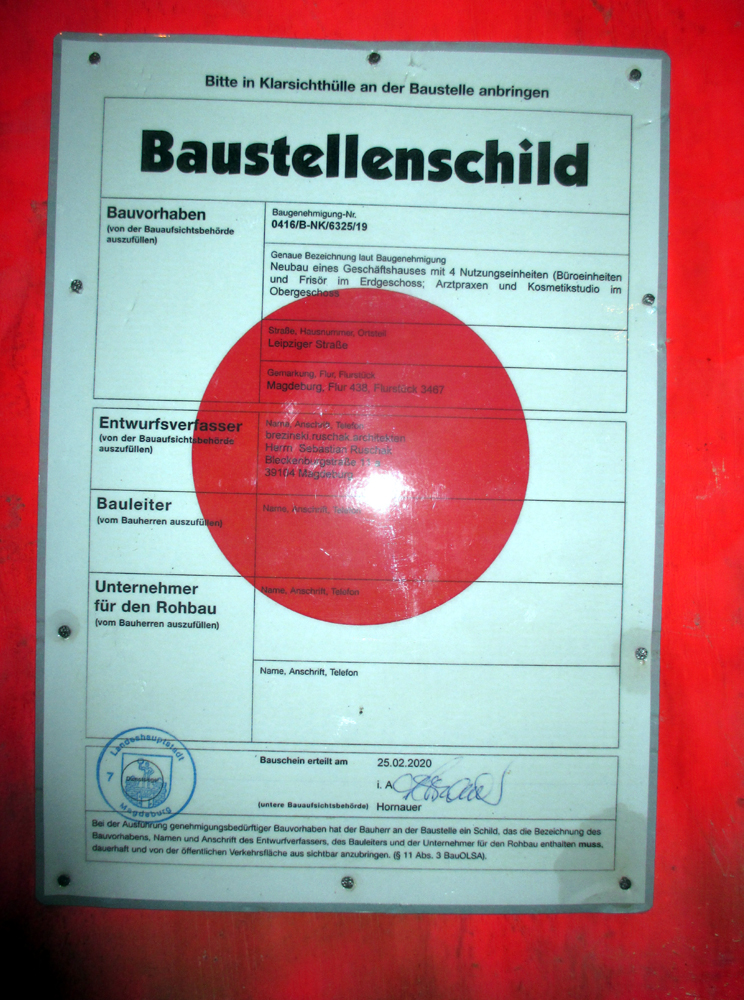 Bitte in Klarsichthülle an der Baustelle anbringen
Baustellenschild
Bauvorhaben
(von der Bauaufsichtsbehörde
auszufüllen)
Baugenehmigung-Nr.
0416/B-NK/6325/19
Genaue Bezeichnung laut Baugenehmigung
Neubau eines Geschäftshauses mit 4 Nutzungseinheiten (Büroeinheiten
und Frisör im Erdgeschoss; Arztpraxen und Kosmetikstudio im
Obergeschoss
Straße, Hausnummer, Ortsteil
Leipziger Straße
Gemarkung, Flur, Flurstück
Magdeburg, Flur 438, Flurstück 3467
Entwurfsverfasser
(von der Bauaufsichtsbehörde
auszufüllen)
Name, Anschrift, Telefon
brezinski.ruschak.architekten
Herrn Sebastian Ruschak
Bleckenburgstraße
39104 Magdeburg
Bauleiter
(vom Bauherren auszufüllen)
Name, Anschrift, Telefon
Unternehmer
für den Rohbau
(vom Bauherren auszufüllen)
Name, Anschrift, Telefon
Name, Anschrift, Telefon
Landeshauptstadt
7
Magdeburg
Bauschein erteilt am 25.02.2020
i. A.
(untere Bauaufsichtsbehörde) Hornauer
Bei der Ausführung genehmigungsbedürftiger Bauvorhaben hat der Bauherr an der Baustelle ein Schild, das die Bezeichnung des
Bauvorhabens, Namen und Anschrift des Entwurfsverfassers, des Bauleiters und der Unternehmer für den Rohbau enthalten muss,
dauerhaft und von der öffentlichen Verkehrsfläche aus sichtbar anzubringen. (§ 11 Abs. 3 BauOLSA).